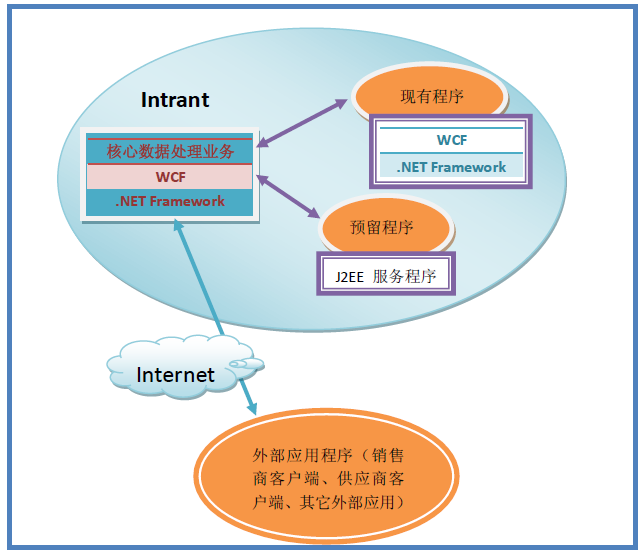 Intrant
现有程序
WCF
.NET Framework
核心数据处理业务
WCF
.NET Framework
预留程序
J2EE 服务程序
Internet
外部应用程序（销售
商客户端、供应商客
户端、其它外部应用）